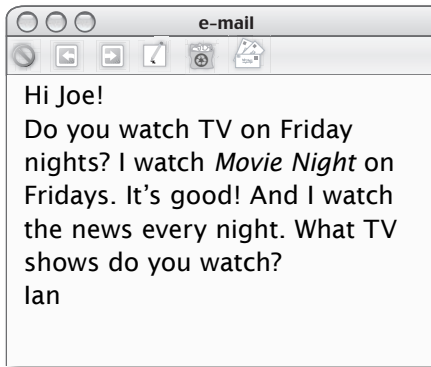 e-mail
Hi Joe!
Do you watch TV on Friday
nights? I watch Movie Night on
Fridays. It's good! And I watch
the news every night. What TV
shows do you watch?
Ian